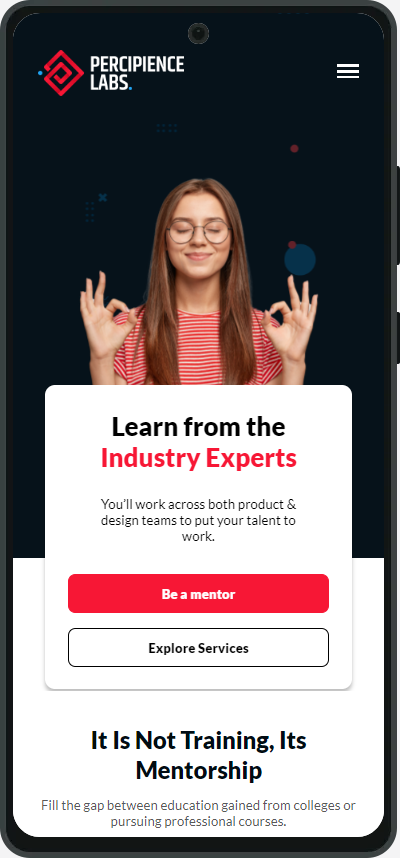 PERCIPIENCE
LABS.
Learn from the
Industry Experts
You'll work across both product &
design teams to put your talent to
work.
Be a mentor
Explore Services
It Is Not Training, Its
Mentorship
Fill the gap between education gained from colleges or
pursuing professional courses.